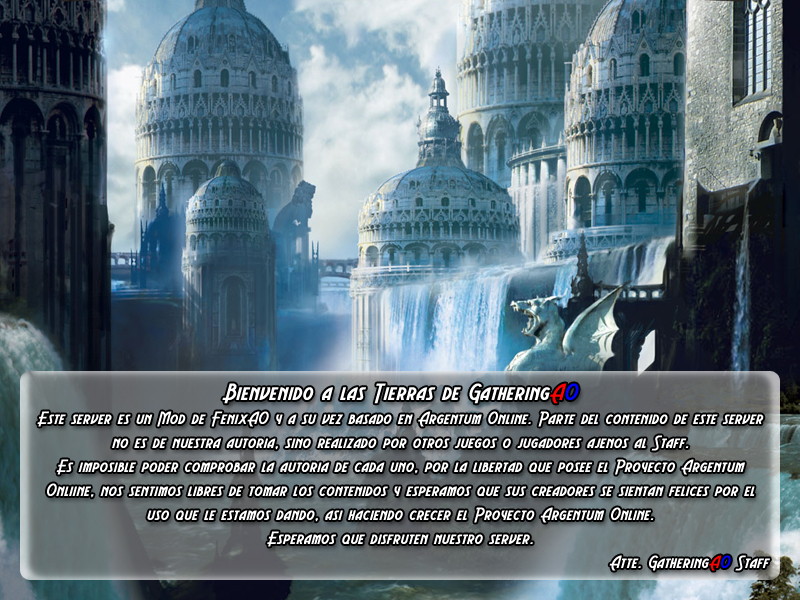 Bienvenido a las Tierras de GatheringAO
Este server es un Mod de FenixAO y a su vez basado en Argentum Online. Parte del contenido de este server
no es de nuestra autoria, sino realizado por otros juegos o jugadores ajenos al Staff.
Es imposible poder comprobar la autoria de cada uno, por la libertad que posee el Proyecto Argentum
Onliine, nos sentimos libres de tomar los contenidos y esperamos que sus creadores se sientan felices por el
uso que le estamos dando, asi haciendo crecer el Proyecto Argentum Online.
Esperamos que disfruten nuestro server.
Atte. GatheringAO Staff